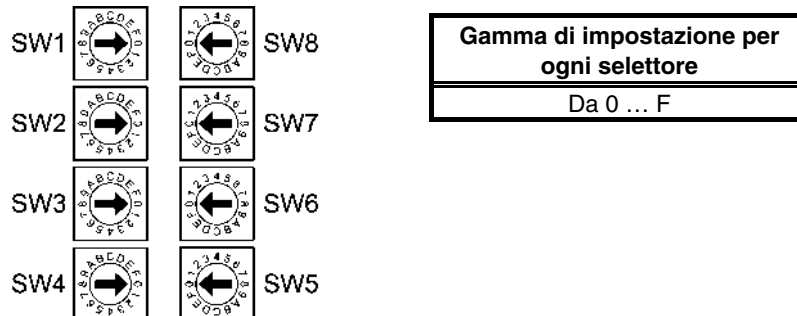 SW1
SW8
SW2
SW7
SW3
SW6
SW4
SW5
Gamma di impostazione per
ogni selettore
Da 0 … F